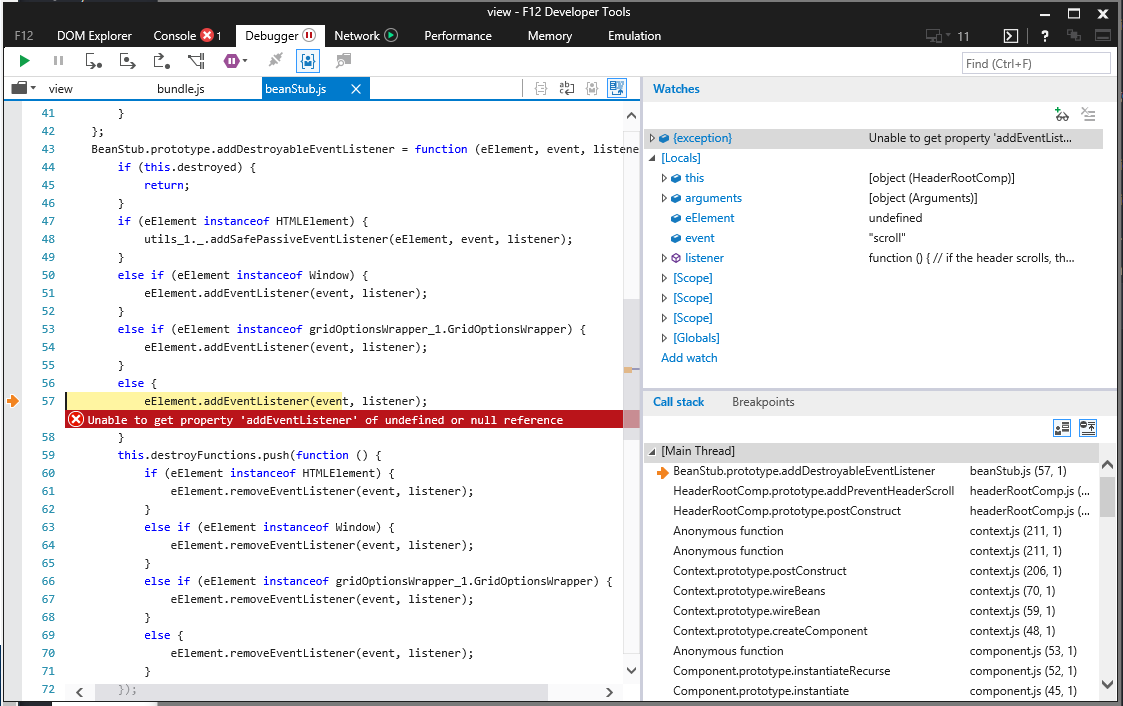 view - F12 Developer Tools
F12 DOM Explorer Console 1 Debugger Network Performance Memory Emulation 11 ?
Find (Ctrl+F)
view bundle.js beanStub.js
41 }
42 };
43 BeanStub.prototype.addDestroyableEventListener = function (eElement, event, listene
44 if (this.destroyed) {
45 return;
46 }
47 if (eElement instanceof HTMLElement) {
48 utils_1._.addSafePassiveEventListener(eElement, event, listener);
49 }
50 else if (eElement instanceof Window) {
51 eElement.addEventListener(event, listener);
52 }
53 else if (eElement instanceof gridOptionsWrapper_1.GridOptionsWrapper) {
54 eElement.addEventListener(event, listener);
55 }
56 else {
57 eElement.addEventListener(event, listener);
Unable to get property 'addEventListener' of undefined or null reference
58 }
59 this.destroyFunctions.push(function () {
60 if (eElement instanceof HTMLElement) {
61 eElement.removeEventListener(event, listener);
62 }
63 else if (eElement instanceof Window) {
64 eElement.removeEventListener(event, listener);
65 }
66 else if (eElement instanceof gridOptionsWrapper_1.GridOptionsWrapper) {
67 eElement.removeEventListener(event, listener);
68 }
69 else {
70 eElement.removeEventListener(event, listener);
71 }
72 });
Watches
{exception} Unable to get property 'addEventList...
[Locals]
this [object (HeaderRootComp)]
arguments [object (Arguments)]
eElement undefined
event "scroll"
listener function () { // if the header scrolls, th...
[Scope]
[Scope]
[Scope]
[Globals]
Add watch
Call stack Breakpoints
[Main Thread]
BeanStub.prototype.addDestroyableEventListener beanStub.js (57, 1)
HeaderRootComp.prototype.addPreventHeaderScroll headerRootComp.js (...
HeaderRootComp.prototype.postConstruct headerRootComp.js (...
Anonymous function context.js (211, 1)
Anonymous function context.js (211, 1)
Context.prototype.postConstruct context.js (206, 1)
Context.prototype.wireBeans context.js (70, 1)
Context.prototype.wireBean context.js (59, 1)
Context.prototype.createComponent context.js (48, 1)
Anonymous function component.js (53, 1)
Component.prototype.instantiateRecurse component.js (52, 1)
Component.prototype.instantiate component.js (45, 1)